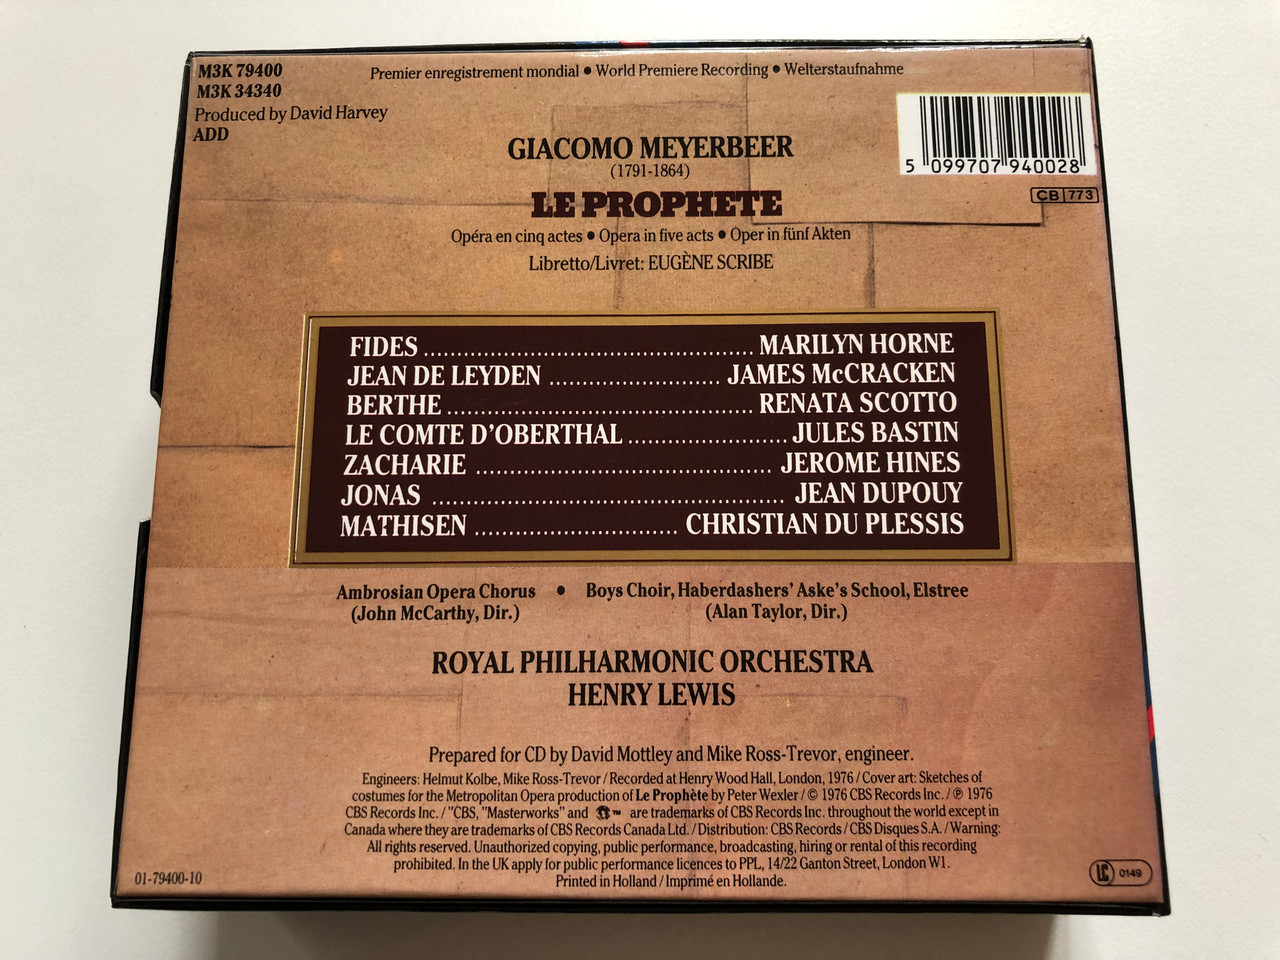 M3K 79400
M3K 34340
Produced by David Harvey
ADD
Premier enregistrement mondial ● World Premiere Recording ● Welterstaufnahme
5 099707 940028
CB 773
GIACOMO MEYERBEER
(1791-1864)
LE PROPHETE
Opéra en cinq actes ● Opera in five acts ● Oper in fünf Akten
Libretto/Livret: EUGÈNE SCRIBE
FIDES .................................................. MARILYN HORNE
JEAN DE LEYDEN .......................... JAMES McCRACKEN
BERTHE ............................................... RENATA SCOTTO
LE COMTE D'OBERTHAL ........................ JULES BASTIN
ZACHARIE ............................................. JEROME HINES
JONAS ..................................................... JEAN DUPOUY
MATHISEN ............................... CHRISTIAN DU PLESSIS
Ambrosian Opera Chorus ● Boys Choir, Haberdashers' Aske's School, Elstree
(John McCarthy, Dir.) (Alan Taylor, Dir.)
ROYAL PHILHARMONIC ORCHESTRA
HENRY LEWIS
Prepared for CD by David Mottley and Mike Ross-Trevor, engineer.
Engineers: Helmut Kolbe, Mike Ross-Trevor / Recorded at Henry Wood Hall, London, 1976 / Cover art: Sketches of
costumes for the Metropolitan Opera production of Le Prophète by Peter Wexler / © 1976 CBS Records Inc. / ℗ 1976
CBS Records Inc. / "CBS, "Masterworks" and ™ are trademarks of CBS Records Inc. throughout the world except in
Canada where they are trademarks of CBS Records Canada Ltd. / Distribution: CBS Records / CBS Disques S.A. / Warning:
All rights reserved. Unauthorized copying, public performance, broadcasting, hiring or rental of this recording
prohibited. In the UK apply for public performance licences to PPL, 14/22 Ganton Street, London W1.
Printed in Holland / Imprimé en Hollande.
01-79400-10
LC 0149